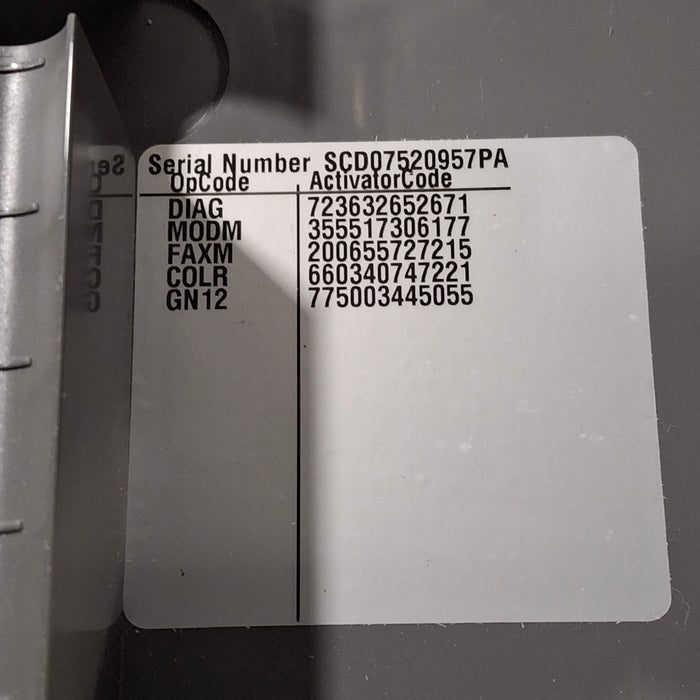 Serial Number SCD07520957PA
OpCode ActivatorCode
DIAG 723632652671
MODM 355517306177
FAXM 200655727215
COLR 660340747221
GN12 775003445055